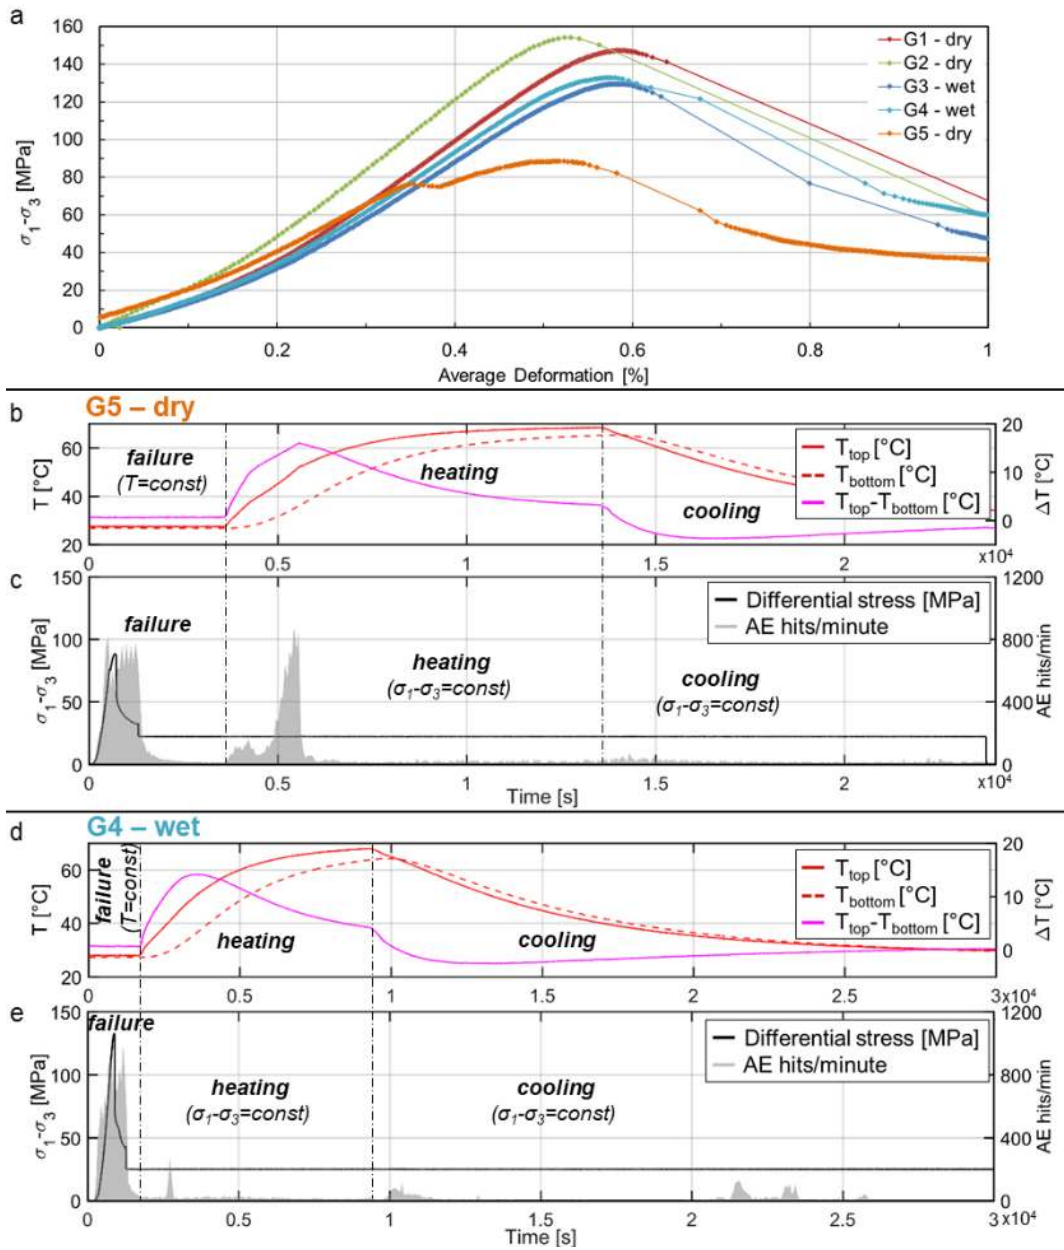 a
160
140
120
100
80
60
40
20
0
σ1-σ3 [MPa]
0 0.2 0.4 0.6 0.8 1
Average Deformation [%]
G1 - dry
G2 - dry
G3 - wet
G4 - wet
G5 - dry
b
G5 – dry
60
40
20
T [°C]
failure
(T=const)
heating
cooling
Ttop [°C]
Tbottom [°C]
Ttop-Tbottom [°C]
20
10
0
ΔT [°C]
0 0.5 1 1.5 2 x10⁴
c
150
100
50
0
σ1-σ3 [MPa]
failure
heating
(σ1-σ3=const)
cooling
(σ1-σ3=const)
Differential stress [MPa]
AE hits/minute
1200
800
400
0
AE hits/min
0 0.5 1 1.5 2 x10⁴
Time [s]
d
G4 – wet
60
40
20
T [°C]
failure
(T=const)
heating
cooling
Ttop [°C]
Tbottom [°C]
Ttop-Tbottom [°C]
20
10
0
ΔT [°C]
0 0.5 1 1.5 2 2.5 3x10⁴
e
150
100
50
0
σ1-σ3 [MPa]
failure
heating
(σ1-σ3=const)
cooling
(σ1-σ3=const)
Differential stress [MPa]
AE hits/minute
1200
800
400
0
AE hits/min
0 0.5 1 1.5 2 2.5 3x10⁴
Time [s]